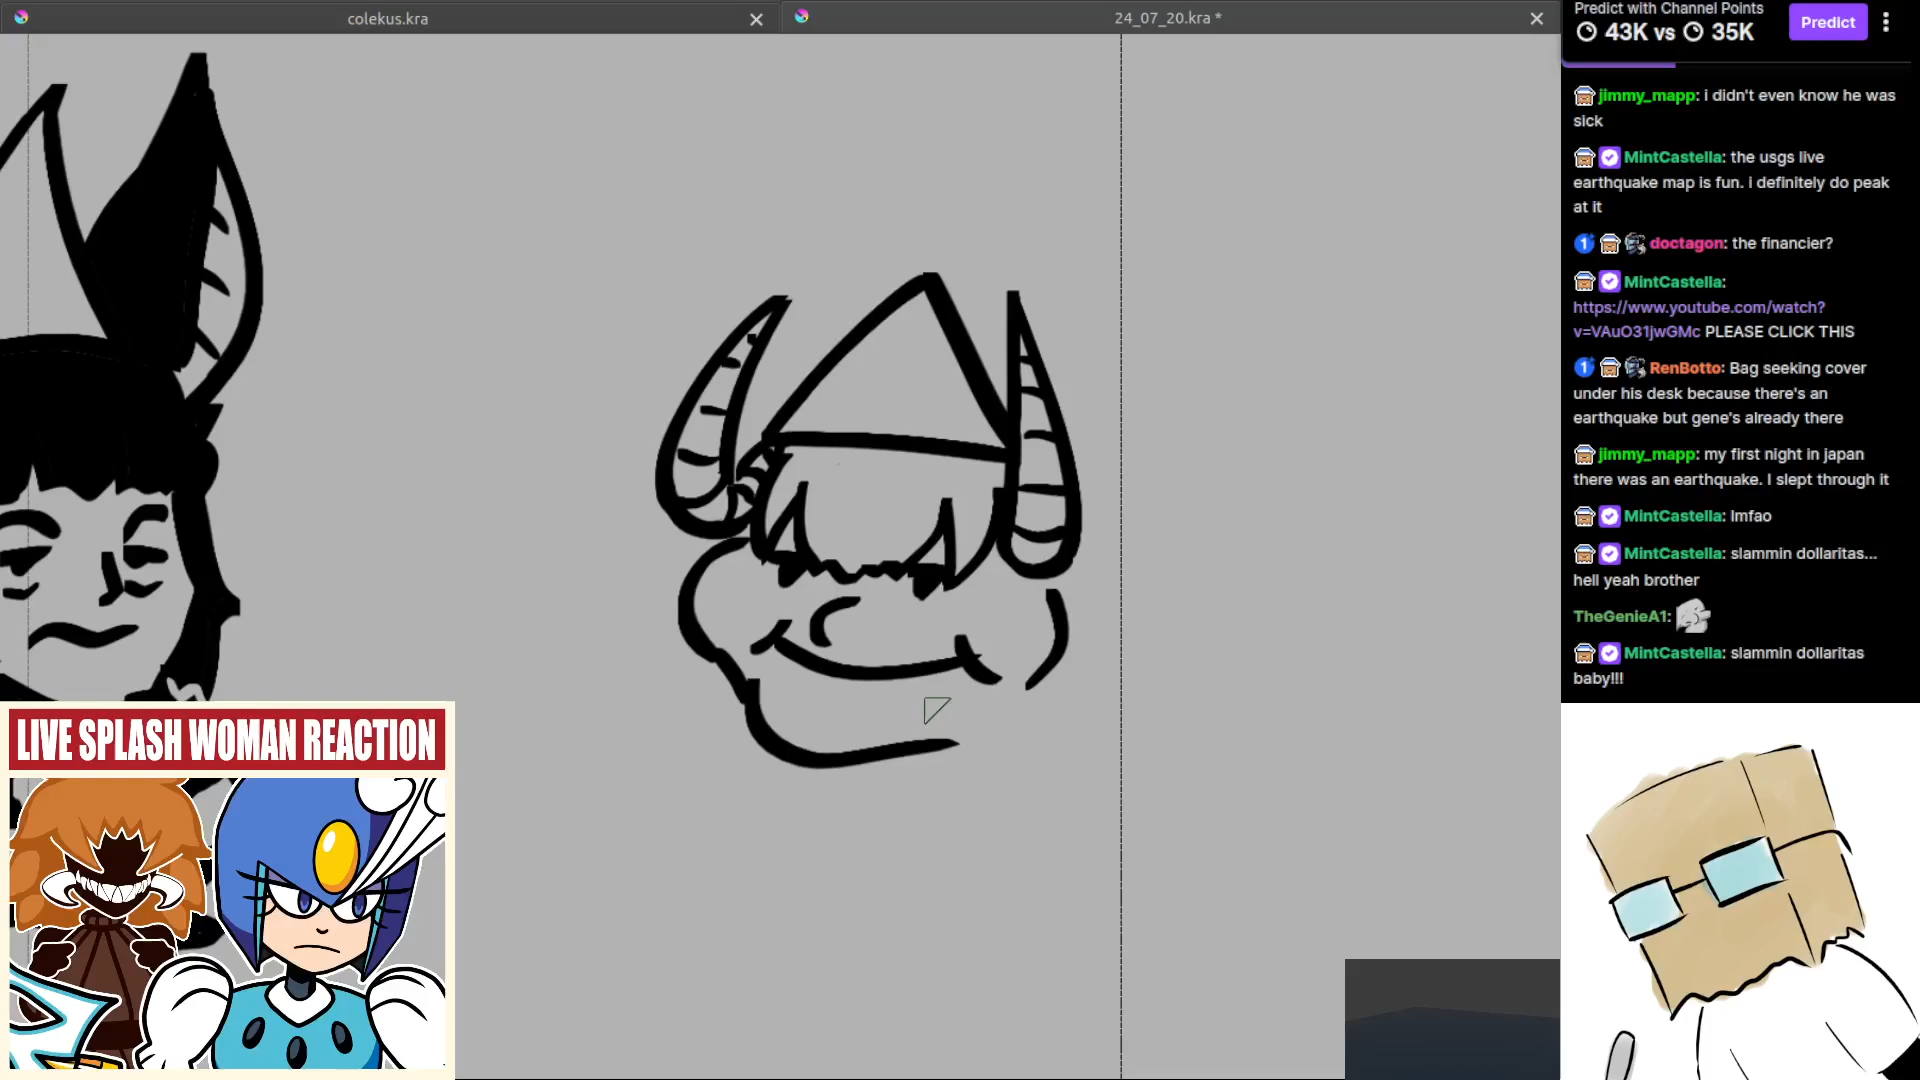 colekus.kra
24_07_20.kra *
Predict with Channel Points
43K vs 35K
Predict
jimmy_mapp: i didn't even know he was
sick
MintCastella: the usgs live
earthquake map is fun. i definitely do peak
at it
1 doctagon: the financier?
MintCastella:
https://www.youtube.com/watch?
v=VAuO31jwGMc PLEASE CLICK THIS
1 RenBotto: Bag seeking cover
under his desk because there's an
earthquake but gene's already there
jimmy_mapp: my first night in japan
there was an earthquake. I slept through it
MintCastella: lmfao
MintCastella: slammin dollaritas...
hell yeah brother
TheGenieA1:
MintCastella: slammin dollaritas
baby!!!
LIVE SPLASH WOMAN REACTION